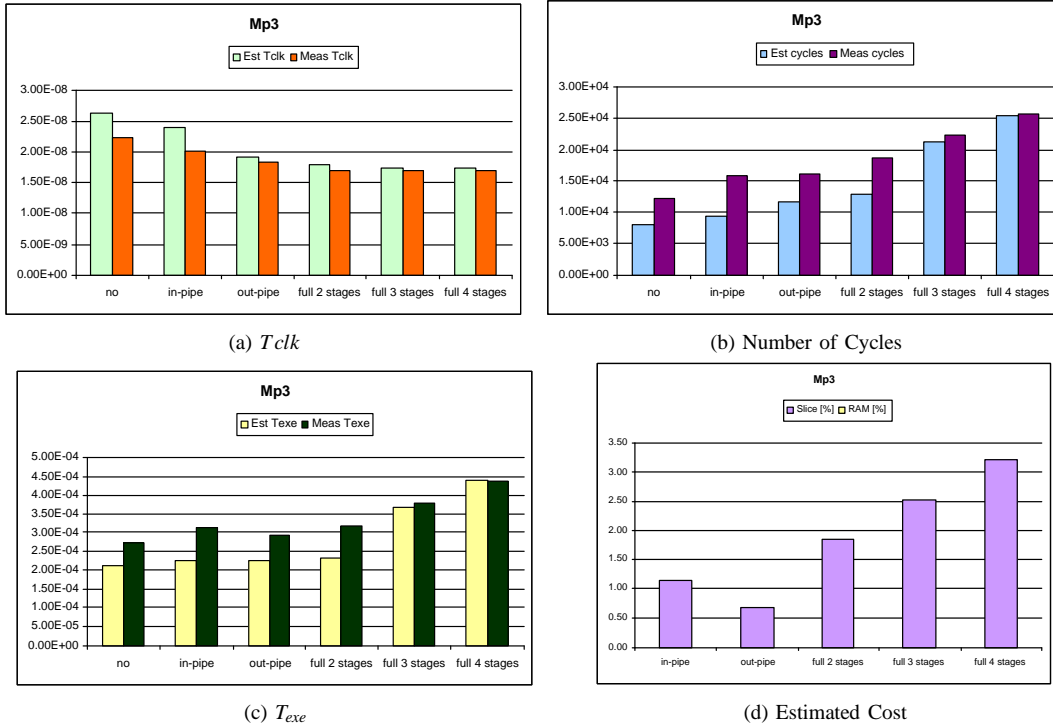 Mp3
Est Tclk Meas Tclk
3.00E-08
2.50E-08
2.00E-08
1.50E-08
1.00E-08
5.00E-09
0.00E+00
no in-pipe out-pipe full 2 stages full 3 stages full 4 stages
(a) Tclk
Mp3
Est cycles Meas cycles
3.00E+04
2.50E+04
2.00E+04
1.50E+04
1.00E+04
5.00E+03
0.00E+00
no in-pipe out-pipe full 2 stages full 3 stages full 4 stages
(b) Number of Cycles
Mp3
Est Texe Meas Texe
5.00E-04
4.50E-04
4.00E-04
3.50E-04
3.00E-04
2.50E-04
2.00E-04
1.50E-04
1.00E-04
5.00E-05
0.00E+00
no in-pipe out-pipe full 2 stages full 3 stages full 4 stages
(c) Texe
Mp3
Slice [%] RAM [%]
3.50
3.00
2.50
2.00
1.50
1.00
0.50
0.00
in-pipe out-pipe full 2 stages full 3 stages full 4 stages
(d) Estimated Cost